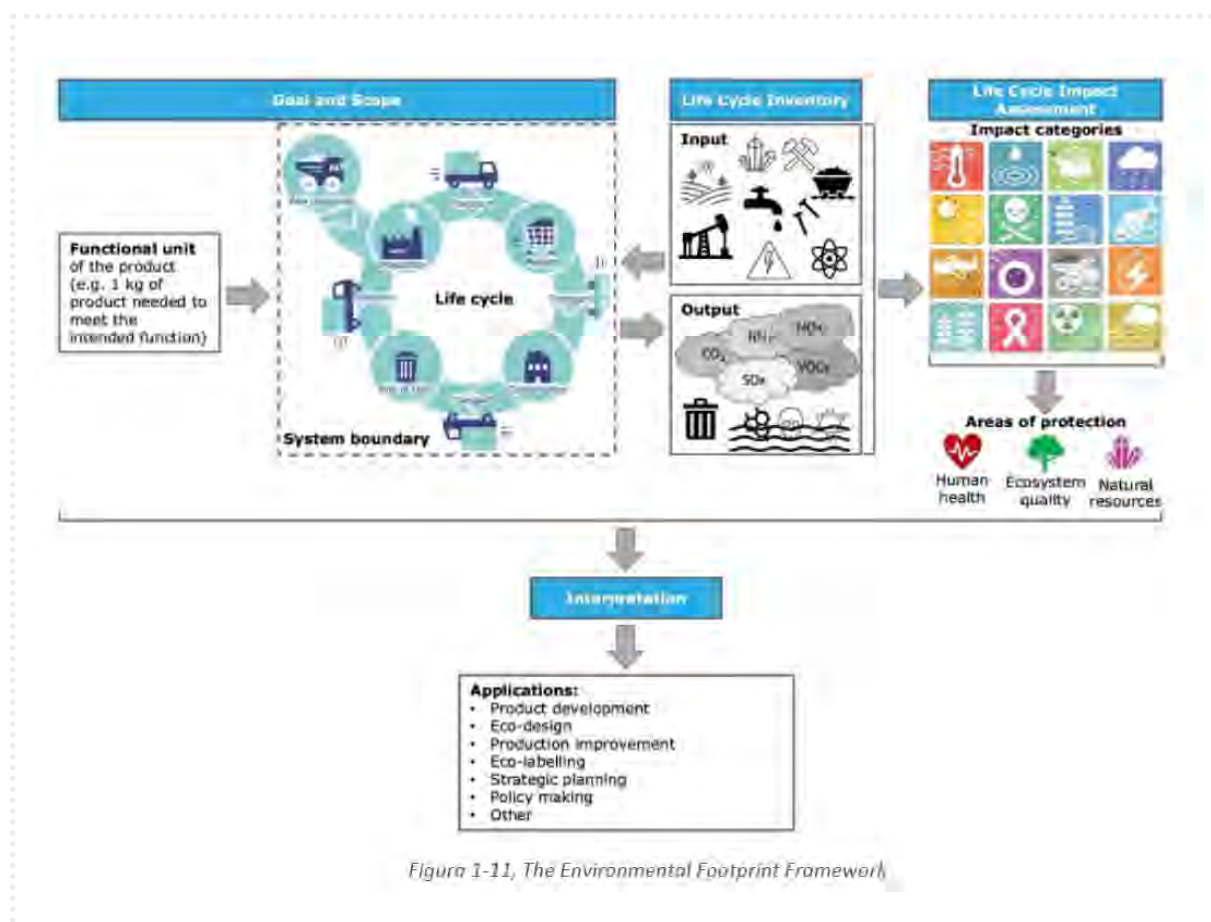 Goal and Scope
Functional unit
of the product
(e.g. 1 kg of
product needed to
meet the
intended function)
Life cycle
System boundary
Life Cycle Inventory
Input
Output
CO₂
NH₃
NOx
SOx
VOCs
Life Cycle Impact
Assessment
Impact categories
Areas of protection
Human
health
Ecosystem
quality
Natural
resources
Interpretation
Applications:
• Product development
• Eco-design
• Production improvement
• Eco-labelling
• Strategic planning
• Policy making
• Other
Figura 1-11, The Environmental Footprint Framework